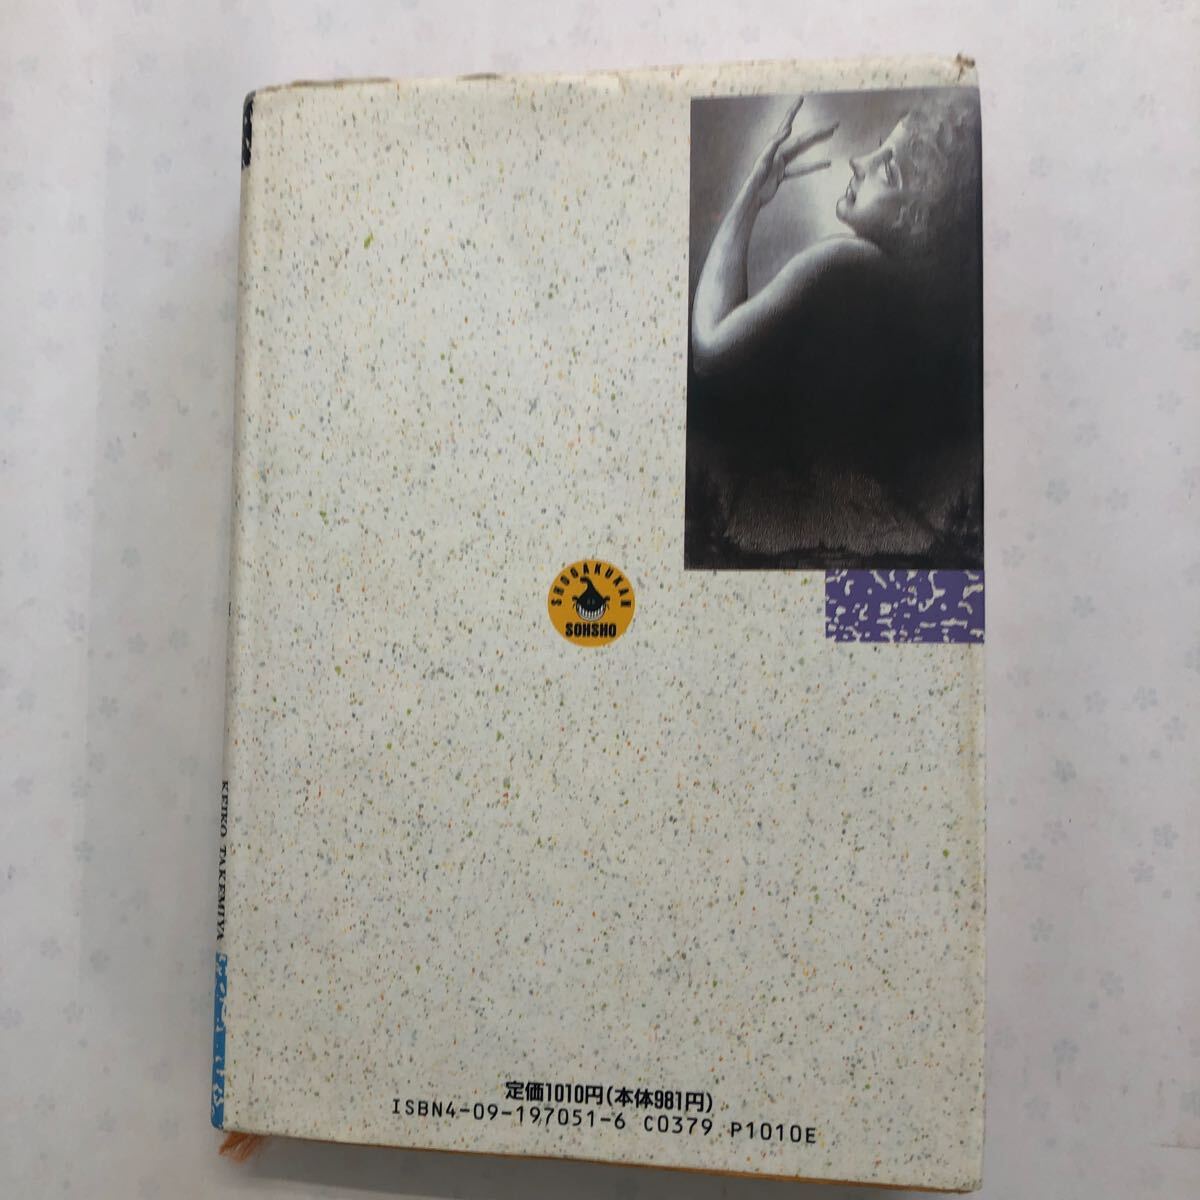 SHOGAKUKAN
SOHSHO
KEIKO TAKEMIYA
定価1010円(本体981円)
ISBN4-09-197051-6 C0379 P1010E